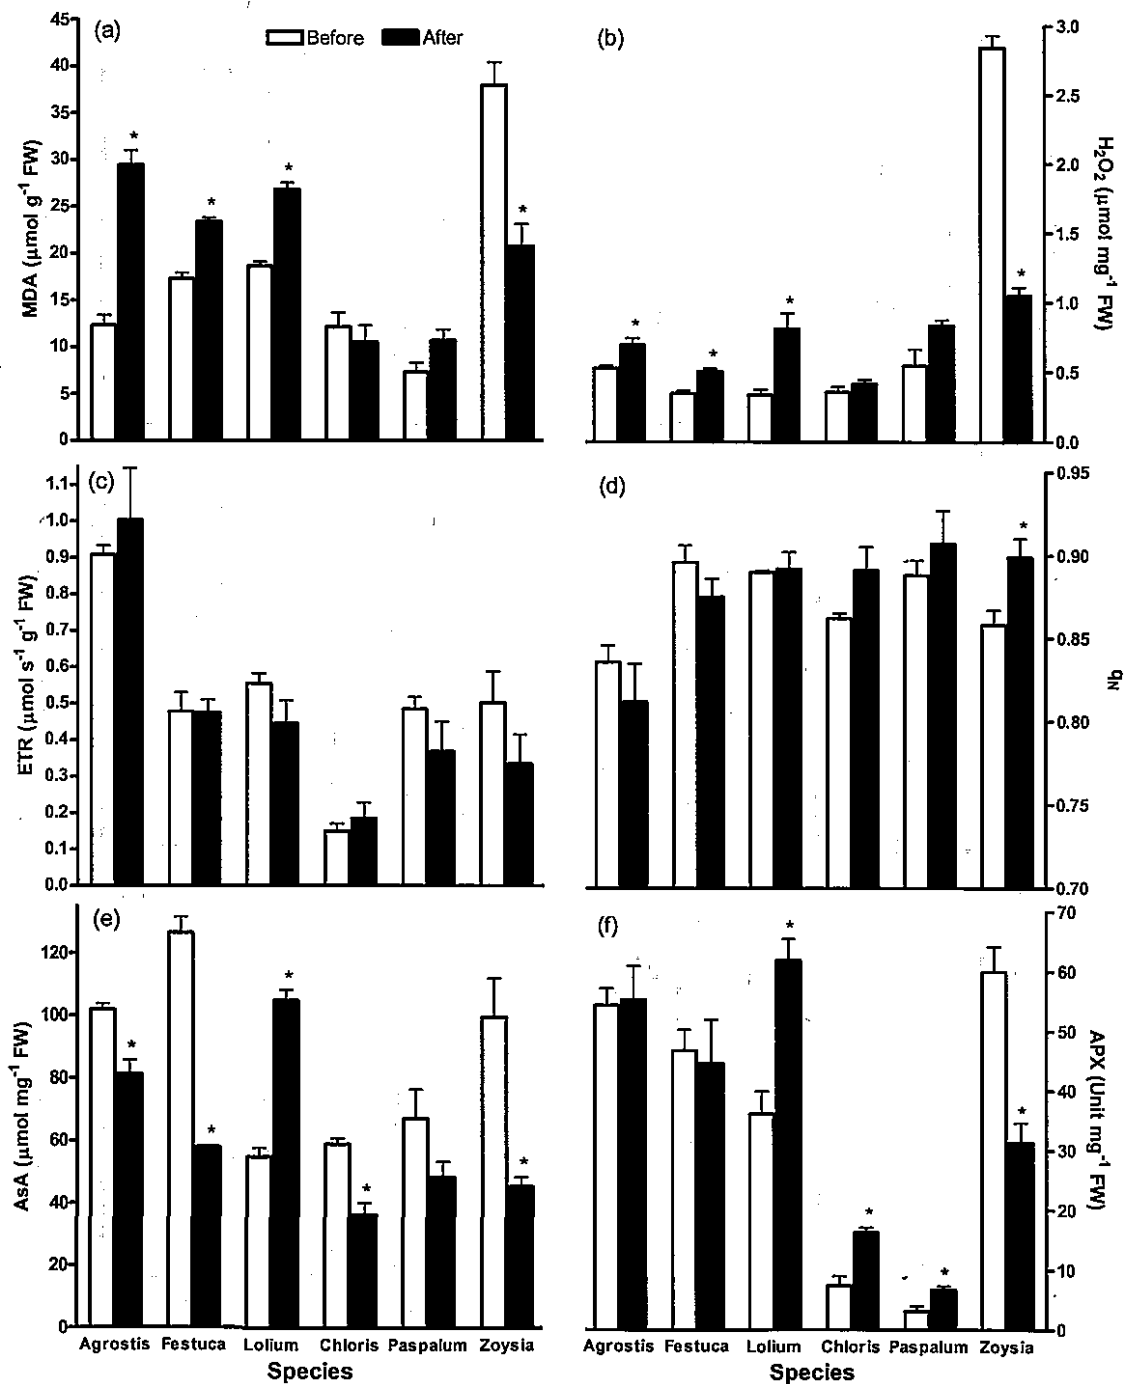 (a)
Before After
45
40
35
30
25
20
15
10
5
0
MDA (μmol g⁻¹ FW)
* * * *
(b)
3.0
2.5
2.0
1.5
1.0
0.5
0.0
H₂O₂ (μmol mg⁻¹ FW)
* * * *
(c)
1.1
1.0
0.9
0.8
0.7
0.6
0.5
0.4
0.3
0.2
0.1
0.0
ETR (μmol s⁻¹ g⁻¹ FW)
(d)
0.95
0.90
0.85
0.80
0.75
0.70
qN
*
(e)
120
100
80
60
40
20
0
AsA (μmol mg⁻¹ FW)
* * * * *
Agrostis Festuca Lolium Chloris Paspalum Zoysia
Species
(f)
70
60
50
40
30
20
10
0
APX (Unit mg⁻¹ FW)
* * * *
Agrostis Festuca Lolium Chloris Paspalum Zoysia
Species